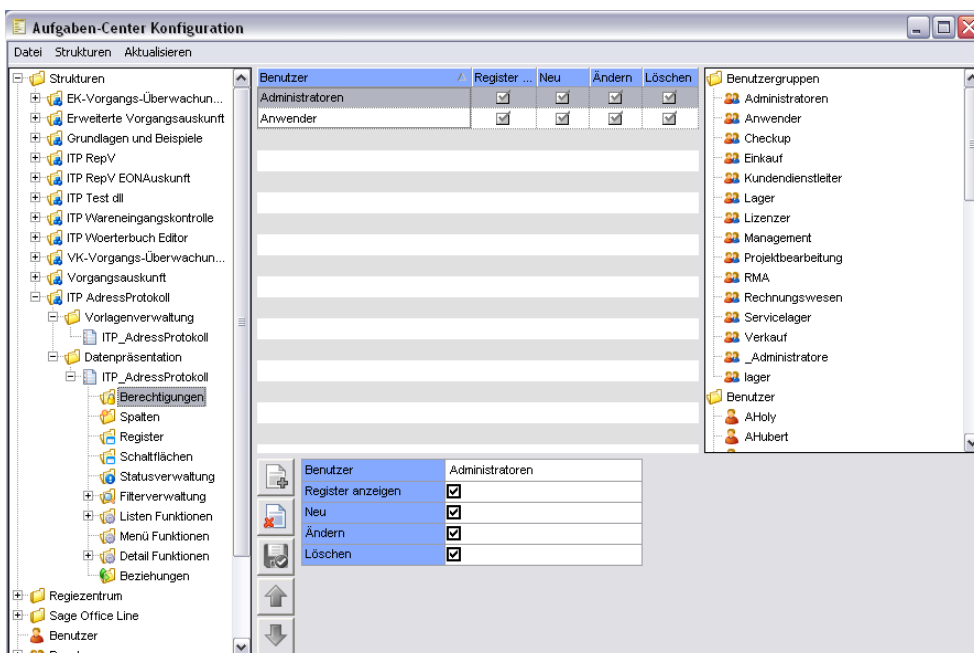 Aufgaben-Center Konfiguration
Datei Strukturen Aktualisieren
Strukturen
EK-Vorgangs-Überwachun...
Erweiterte Vorgangsauskunft
Grundlagen und Beispiele
ITP RepV
ITP RepV EONAuskunft
ITP Test dll
ITP Wareneingangskontrolle
ITP Woerterbuch Editor
VK-Vorgangs-Überwachun...
Vorgangsauskunft
ITP AdressProtokoll
Vorlagenverwaltung
ITP_AdressProtokoll
Datenpräsentation
ITP_AdressProtokoll
Berechtigungen
Spalten
Register
Schaltflächen
Statusverwaltung
Filterverwaltung
Listen Funktionen
Menü Funktionen
Detail Funktionen
Beziehungen
Regiezentrum
Sage Office Line
Benutzer
Benutzer Register ... Neu Ändern Löschen
Administratoren
Anwender
Benutzer Administratoren
Register anzeigen
Neu
Ändern
Löschen
Benutzergruppen
Administratoren
Anwender
Checkup
Einkauf
Kundendienstleiter
Lager
Lizenzer
Management
Projektbearbeitung
RMA
Rechnungswesen
Servicelager
Verkauf
_Administratore
lager
Benutzer
AHoly
AHubert